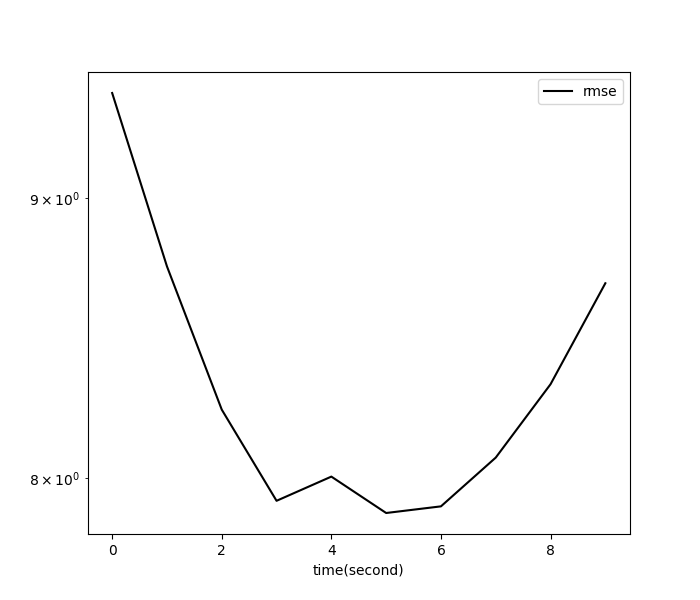 rmse
9 × 10⁰
8 × 10⁰
0 2 4 6 8
time(second)